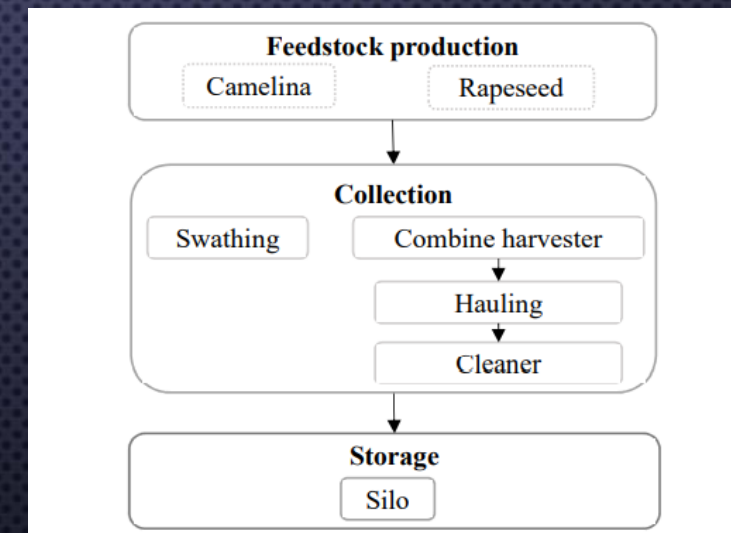 Feedstock production
Camelina Rapeseed
Collection
Swathing Combine harvester
Hauling
Cleaner
Storage
Silo